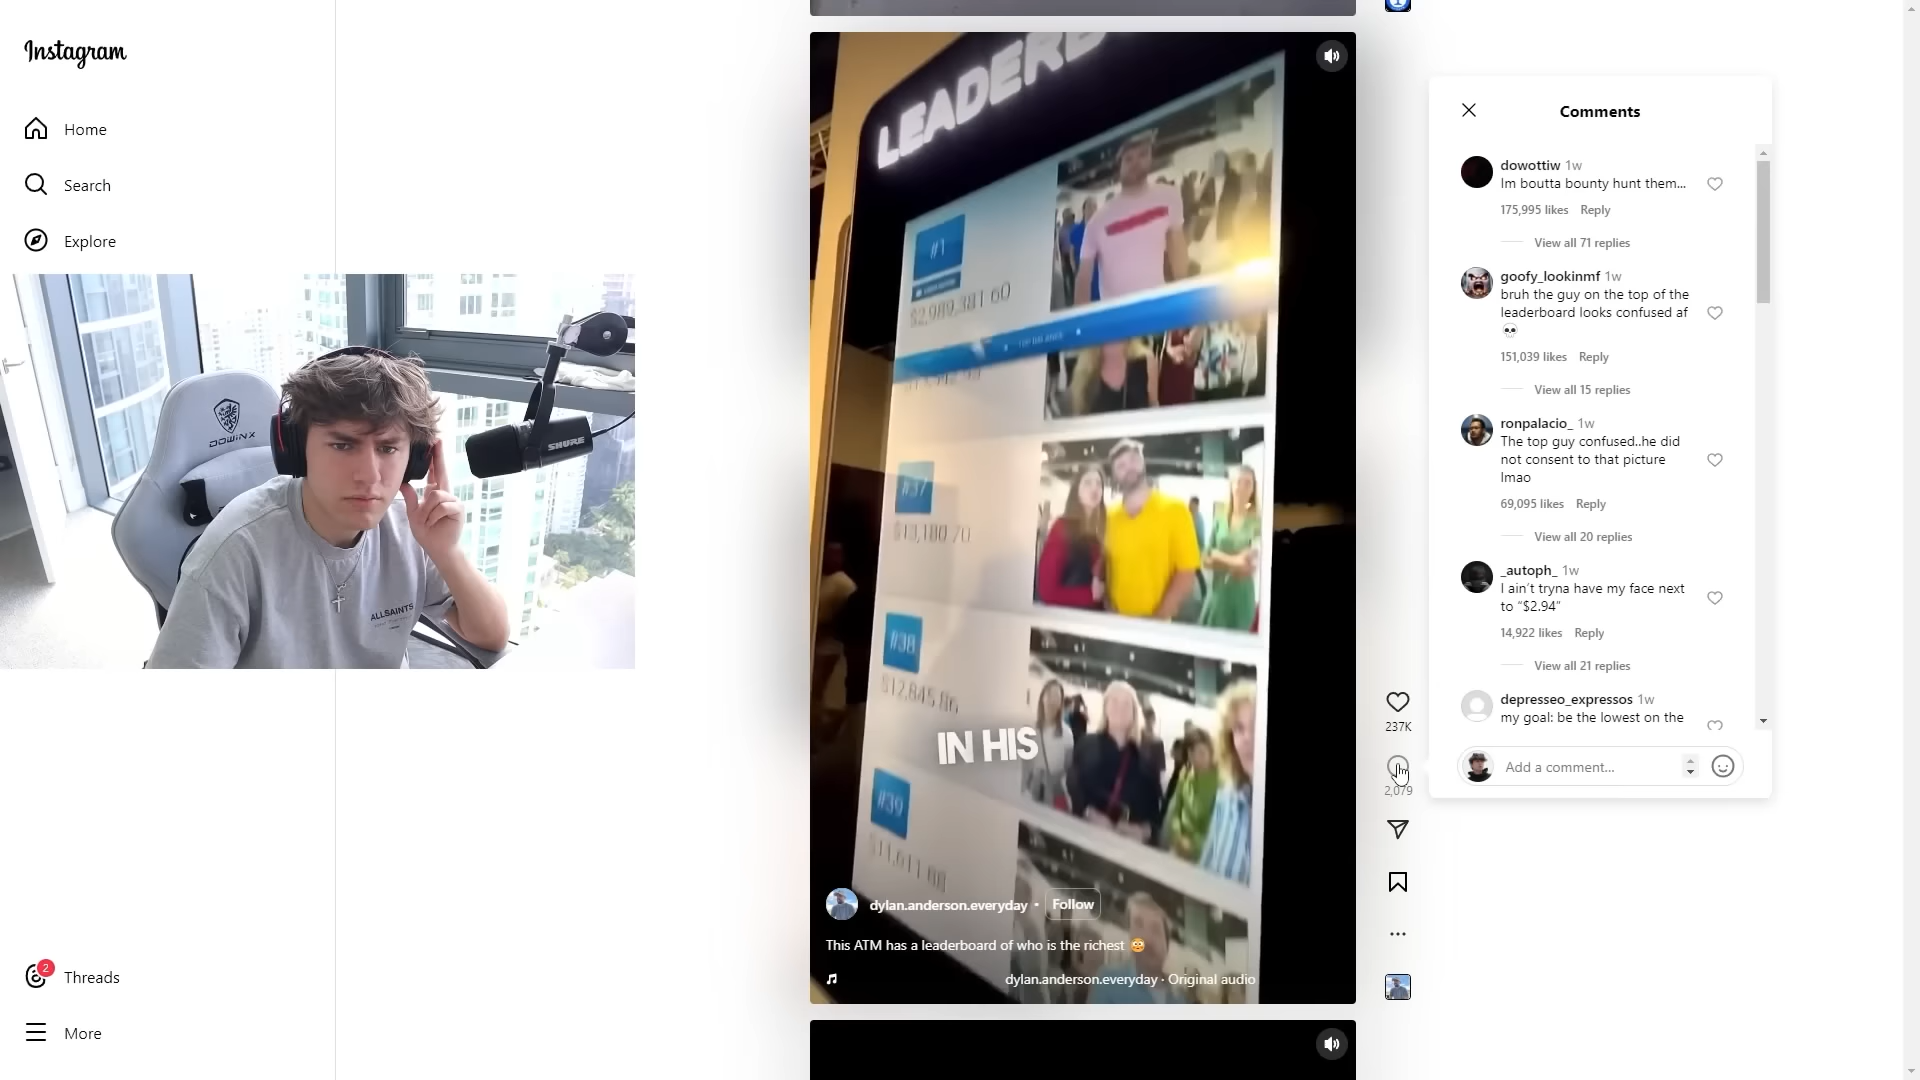 Instagram
Home
Search
Explore
DOWINX
SHURE
ALLSAINTS
2
Threads
More
LEADERB
#1
$2,989,381.60
#37
$13,180.70
#38
$12,845.86
IN HIS
#39
$11,611.68
dylan.anderson.everyday • Follow
This ATM has a leaderboard of who is the richest 😳
dylan.anderson.everyday · Original audio
237K
2,079
Comments
dowottiw 1w
Im boutta bounty hunt them...
175,995 likes Reply
View all 71 replies
goofy_lookinmf 1w
bruh the guy on the top of the
leaderboard looks confused af
💀
151,039 likes Reply
View all 15 replies
ronpalacio_ 1w
The top guy confused..he did
not consent to that picture
lmao
69,095 likes Reply
View all 20 replies
_autoph_ 1w
I ain't tryna have my face next
to “$2.94”
14,922 likes Reply
View all 21 replies
depresseo_expressos 1w
my goal: be the lowest on the
Add a comment...